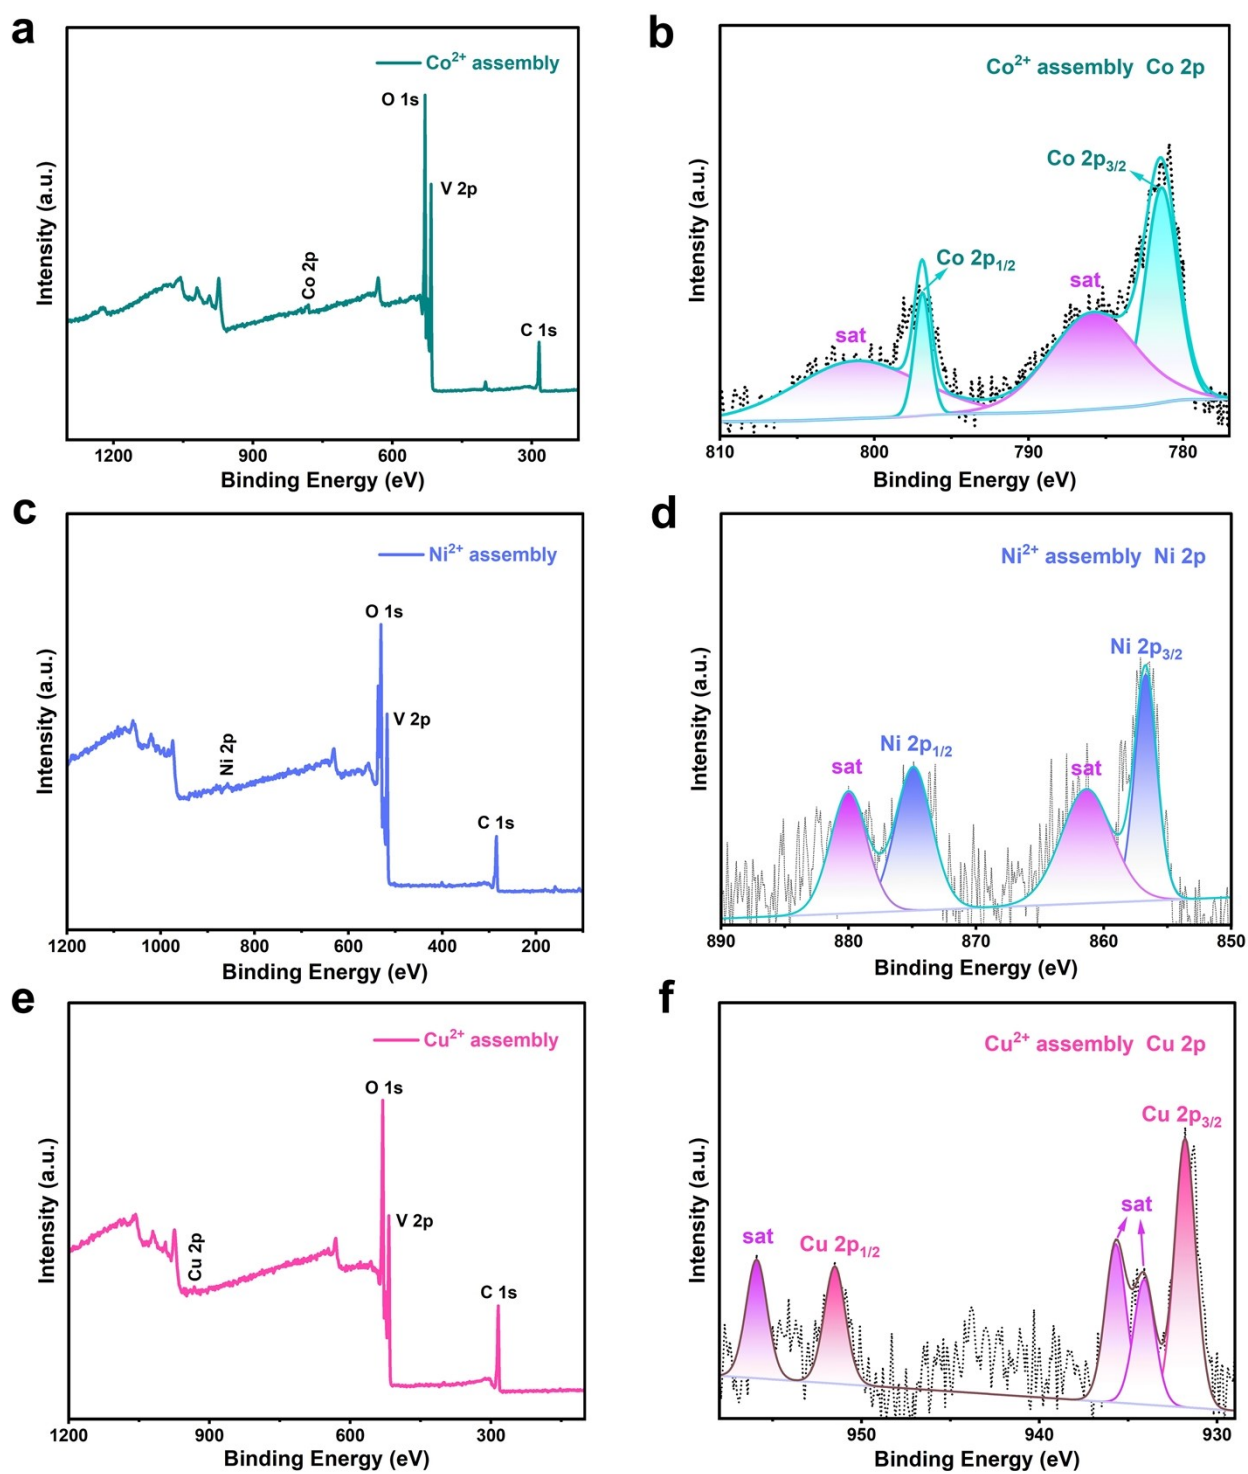 a
Co²⁺ assembly
O 1s
V 2p
Co 2p
C 1s
Intensity (a.u.)
1200 900 600 300
Binding Energy (eV)
b
Co²⁺ assembly Co 2p
Co 2p₃/₂
Co 2p₁/₂
sat
sat
Intensity (a.u.)
810 800 790 780
Binding Energy (eV)
c
Ni²⁺ assembly
O 1s
V 2p
Ni 2p
C 1s
Intensity (a.u.)
1200 1000 800 600 400 200
Binding Energy (eV)
d
Ni²⁺ assembly Ni 2p
Ni 2p₃/₂
Ni 2p₁/₂
sat
sat
Intensity (a.u.)
890 880 870 860 850
Binding Energy (eV)
e
Cu²⁺ assembly
O 1s
V 2p
Cu 2p
C 1s
Intensity (a.u.)
1200 900 600 300
Binding Energy (eV)
f
Cu²⁺ assembly Cu 2p
Cu 2p₃/₂
sat
sat
Cu 2p₁/₂
Intensity (a.u.)
950 940 930
Binding Energy (eV)